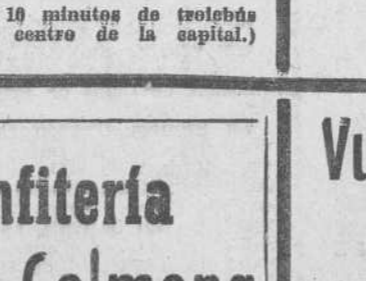 10 minutos de trolebús
centro de la capital.)
nfitería
Vu